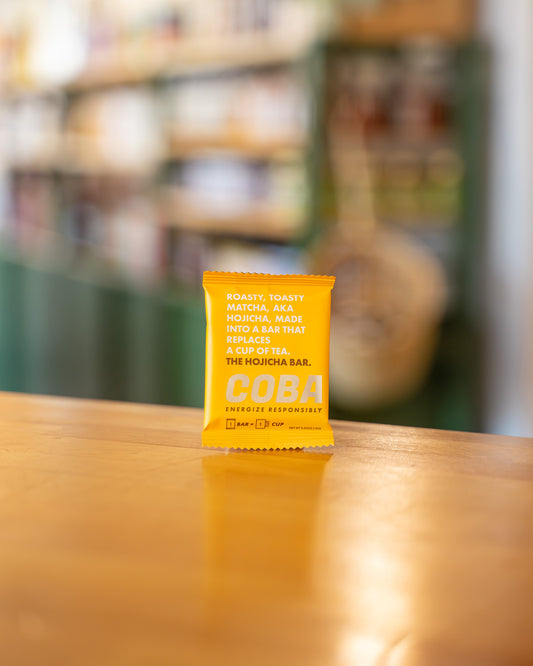 ROASTY, TOASTY
MATCHA, AKA
HOJICHA, MADE
INTO A BAR THAT
REPLACES
A CUP OF TEA.
THE HOJICHA BAR.
COBA
ENERGIZE RESPONSIBLY
1 BAR = 1 CUP